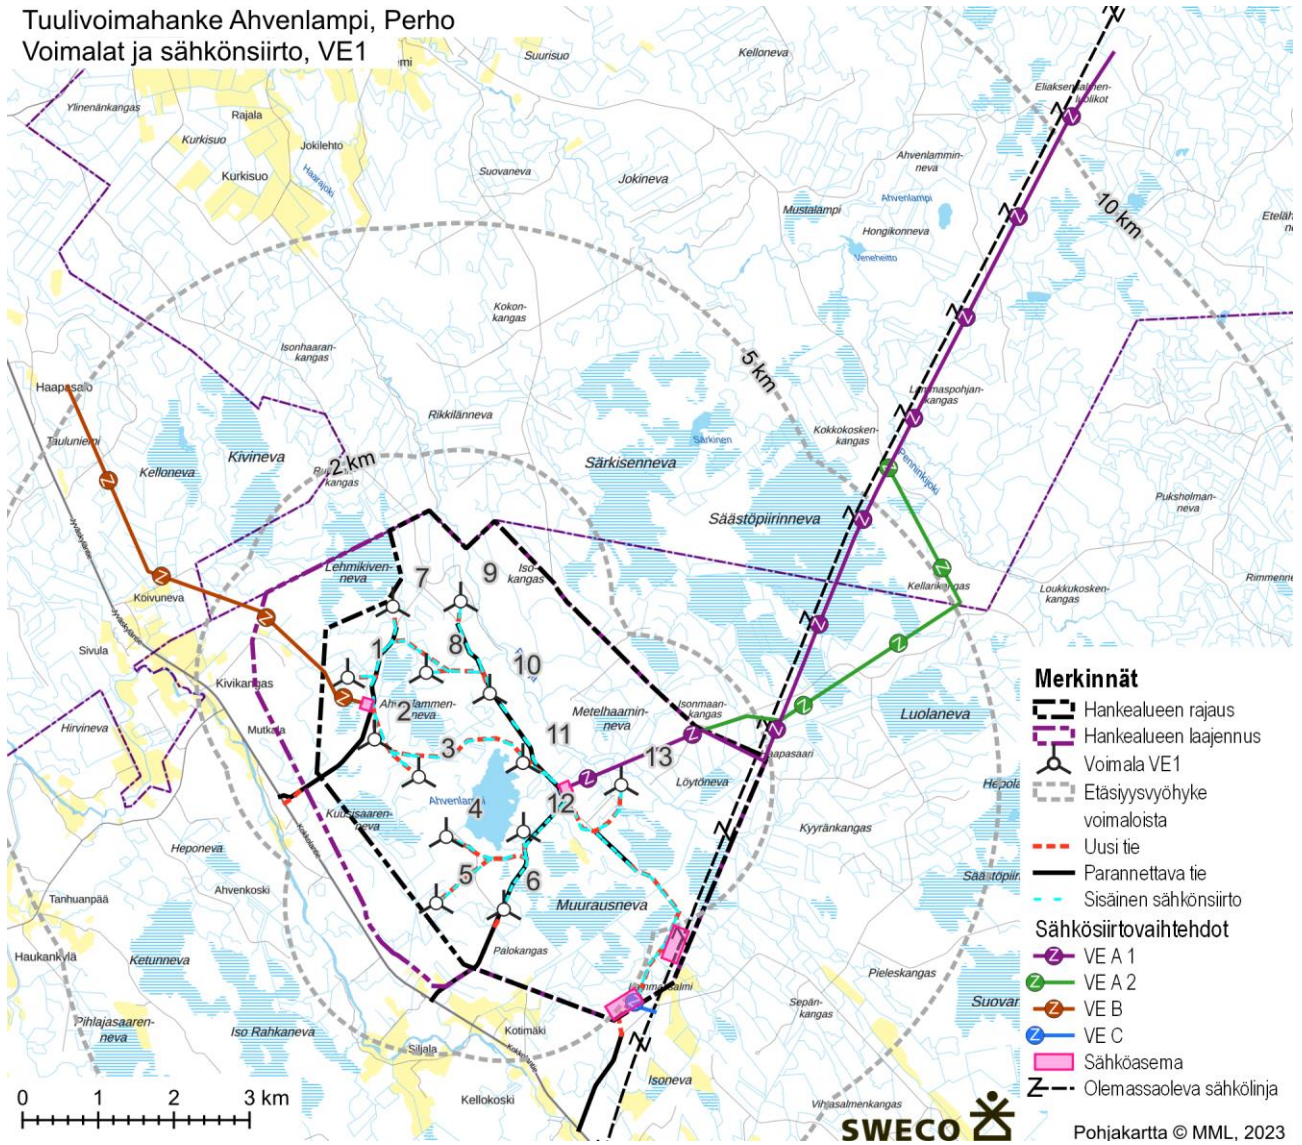 Tuulivoimahanke Ahvenlampi, Perho
Voimalat ja sähkönsiirto, VE1
Suurisuo
Kelloneva
Ylinenänkangas
Rajala
Kurkisuo
Jokilehto
Kurkisuo
Haarajoki
Suovaneva
Jokineva
Ahvenlammin-
neva
Mustalampi
Ahvenlampi
Hongikonneva
Veneheitto
10 km
Kokon-
kangas
Isonhaaran-
kangas
5 km
Haapasalo
Rikkilänneva
Tauluniemi
Kelloneva
Kivineva
2 km
Särkinen
Särkisenneva
Kokkokosken-
kangas
Lammaspohjan-
kangas
Penninkijoki
Puksholman-
neva
Säästöpiirinneva
Jyväskyläntie
Lehmikiven-
neva
7
9
Iso-
kangas
Kellarikangas
Loukkukosken-
kangas
Koivuneva
Jyväskyläntie
Sivula
Kivikangas
1
8
10
Hirvineva
Mutkala
2
3
11
Metelhaamin-
neva
Isonmaan-
kangas
13
Löytöneva
Luolaneva
Kuusisaaren-
neva
Ahvenlampi
4
12
Kyyränkangas
Heponeva
Ahvenkoski
Kokkolantie
5
6
Muurausneva
Tanhuanpää
Haukankylä
Ketunneva
Palokangas
Pieleskangas
Sepän-
kangas
Pihlajasaaren-
neva
Iso Rahkaneva
Siljala
Kotimäki
Kokkolantie
Isoneva
Kellokoski
Vihjasalmenkangas
0 1 2 3 km
Merkinnät
Hankealueen rajaus
Hankealueen laajennus
Voimala VE1
Etäsiyysvyöhyke
voimaloista
Uusi tie
Parannettava tie
Sisäinen sähkönsiirto
Sähkösiirtovaihtehdot
VE A 1
VE A 2
VE B
VE C
Sähköasema
Olemassaoleva sähkölinja
SWECO
Pohjakartta © MML, 2023